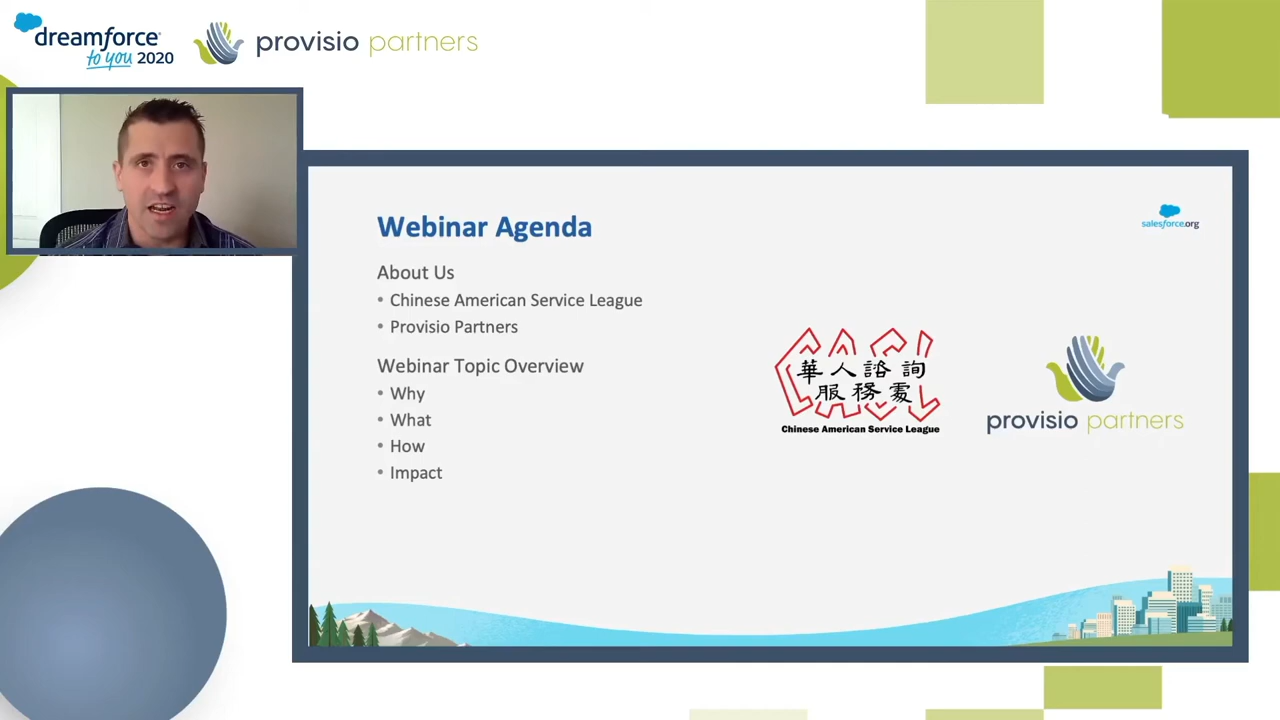 dreamforce
to you 2020
provisio partners
Webinar Agenda
salesforce.org
About Us
• Chinese American Service League
• Provisio Partners
Webinar Topic Overview
• Why
• What
• How
• Impact
CASL
華人諮詢
服務處
Chinese American Service League
provisio partners